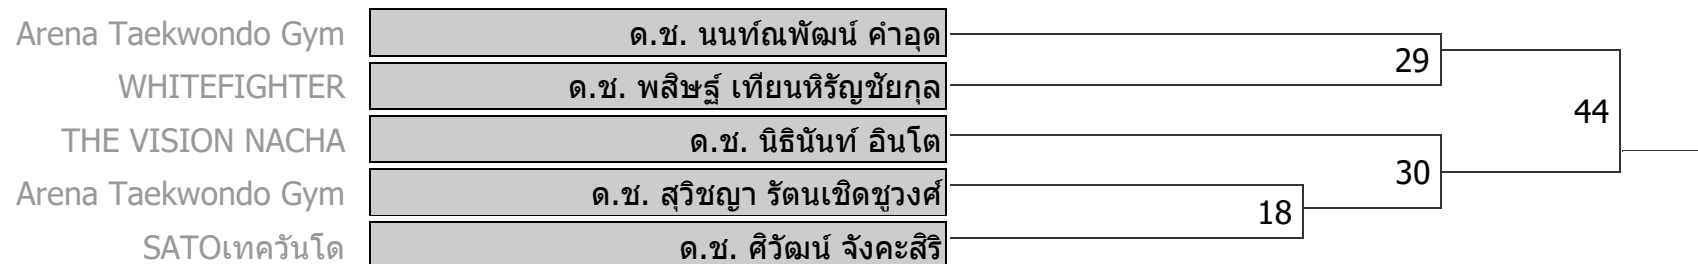 Arena Taekwondo Gym ด.ช. นนท์ณพัฒน์ คำอุด
29
WHITEFIGHTER ด.ช. พสิษฐ์ เทียนหิรัญชัยกุล
44
THE VISION NACHA ด.ช. นิธินันท์ อินโต
30
Arena Taekwondo Gym ด.ช. สุวิชญา รัตนเชิดชูวงศ์
18
SATOเทควันโด ด.ช. ศิวัฒน์ จังคะสิริ